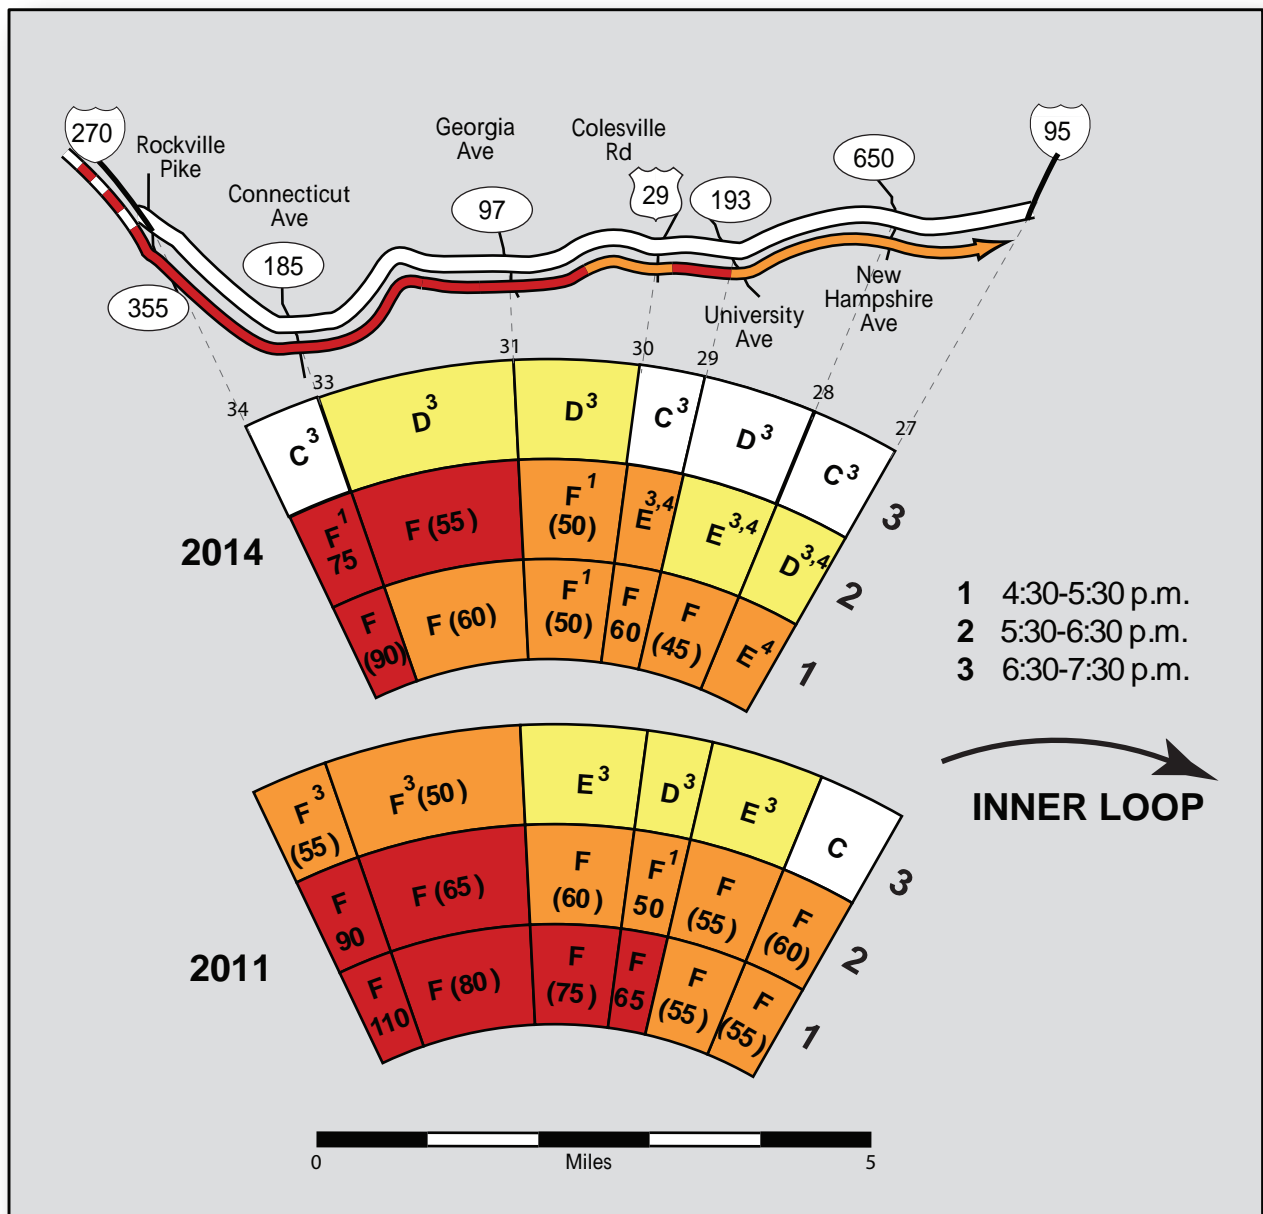 270
Rockville
Pike
Georgia
Ave
Colesville
Rd
95
650
Connecticut
Ave
97
29
193
185
355
New
Hampshire
Ave
University
Ave
34
33
31
30
29
28
27
C3
D3
D3
C3
D3
C3
3
F1
75
F (55)
F1
(50)
E3,4
E3,4
D3,4
2
2014
F
(90)
F (60)
F1
(50)
F
60
F
(45)
E4
1
1 4:30-5:30 p.m.
2 5:30-6:30 p.m.
3 6:30-7:30 p.m.
INNER LOOP
F3
(55)
F3 (50)
E3
D3
E3
C
3
F
90
F (65)
F
(60)
F1
50
F
(55)
F
(60)
2
2011
F
110
F (80)
F
(75)
F
65
F
(55)
F
(55)
1
0
Miles
5